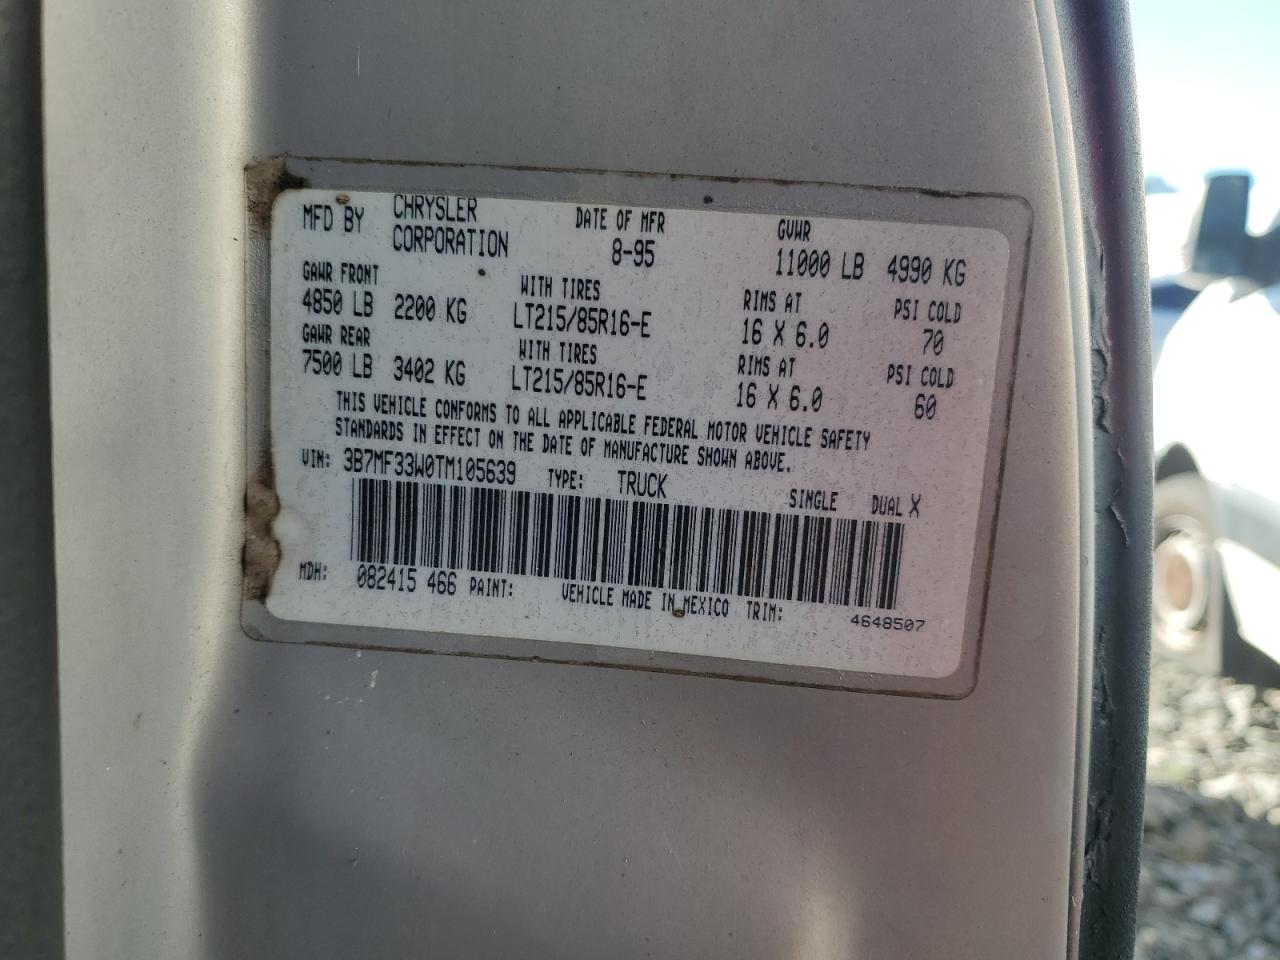 MFD BY CHRYSLER CORPORATION DATE OF MFR 8-95 GVWR 11000 LB 4990 KG
GAWR FRONT WITH TIRES RIMS AT PSI COLD
4850 LB 2200 KG LT215/85R16-E 16 X 6.0 70
GAWR REAR WITH TIRES RIMS AT PSI COLD
7500 LB 3402 KG LT215/85R16-E 16 X 6.0 60
THIS VEHICLE CONFORMS TO ALL APPLICABLE FEDERAL MOTOR VEHICLE SAFETY
STANDARDS IN EFFECT ON THE DATE OF MANUFACTURE SHOWN ABOVE.
VIN: 3B7MF33W0TM105639 TYPE: TRUCK SINGLE DUAL X
MDH: 082415 466 PAINT: VEHICLE MADE IN MEXICO TRIM: 4648507